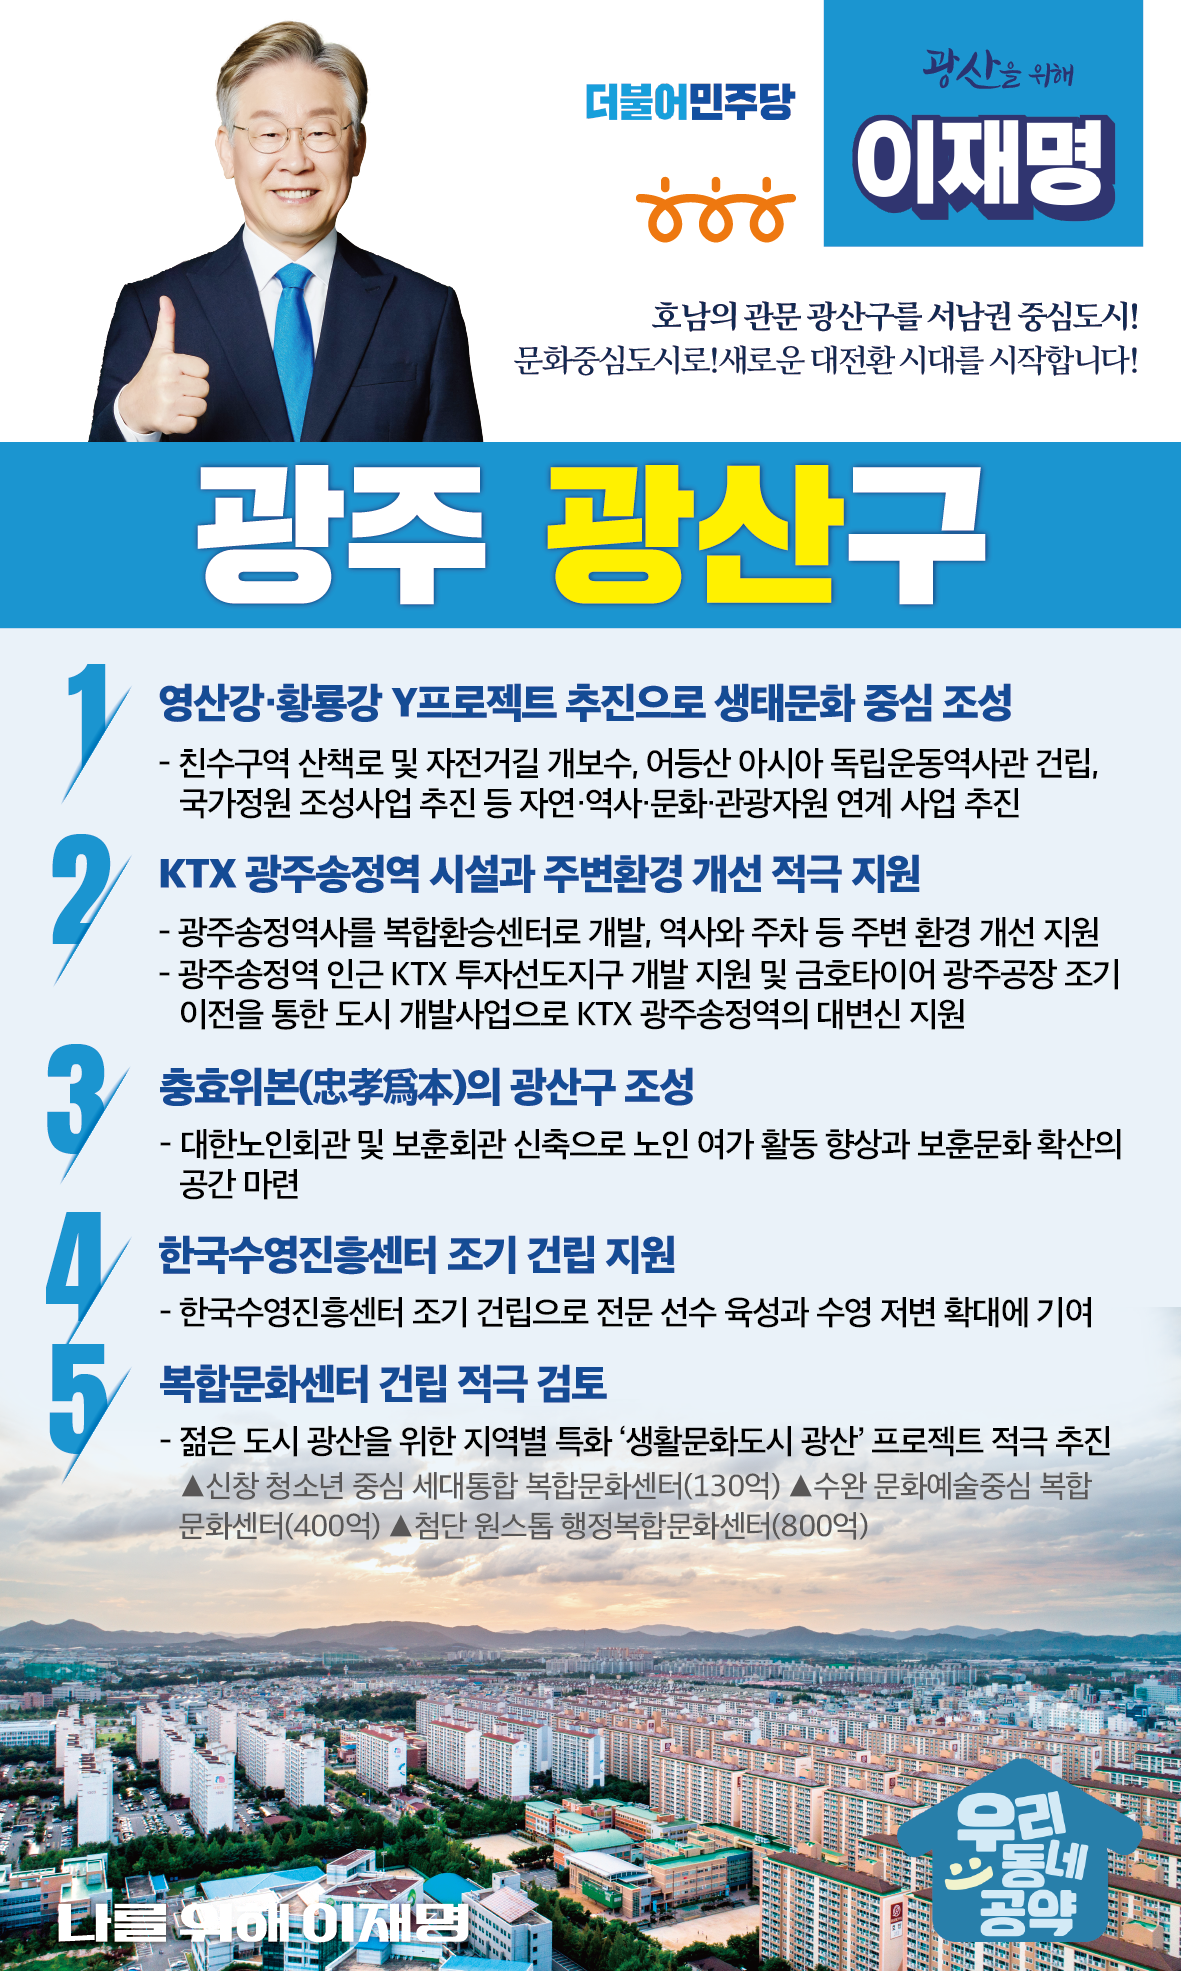 더불어민주당
광산을 위해
이재명
호남의 관문 광산구를 서남권 중심도시!
문화중심도시로!새로운 대전환 시대를 시작합니다!
광주 광산구
1
영산강·황룡강 Y프로젝트 추진으로 생태문화 중심 조성
- 친수구역 산책로 및 자전거길 개보수, 어등산 아시아 독립운동역사관 건립,
국가정원 조성사업 추진 등 자연·역사·문화·관광자원 연계 사업 추진
2
KTX 광주송정역 시설과 주변환경 개선 적극 지원
- 광주송정역사를 복합환승센터로 개발, 역사와 주차 등 주변 환경 개선 지원
- 광주송정역 인근 KTX 투자선도지구 개발 지원 및 금호타이어 광주공장 조기
이전을 통한 도시 개발사업으로 KTX 광주송정역의 대변신 지원
3
충효위본(忠孝爲本)의 광산구 조성
- 대한노인회관 및 보훈회관 신축으로 노인 여가 활동 향상과 보훈문화 확산의
공간 마련
4
한국수영진흥센터 조기 건립 지원
- 한국수영진흥센터 조기 건립으로 전문 선수 육성과 수영 저변 확대에 기여
5
복합문화센터 건립 적극 검토
- 젊은 도시 광산을 위한 지역별 특화 ‘생활문화도시 광산’ 프로젝트 적극 추진
▲신창 청소년 중심 세대통합 복합문화센터(130억) ▲수완 문화예술중심 복합
문화센터(400억) ▲첨단 원스톱 행정복합문화센터(800억)
우리
동네
공약
나를 위해 이재명